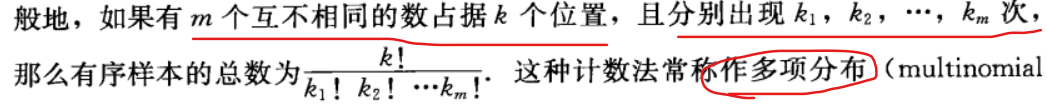 般地，如果有 m 个互不相同的数占据 k 个位置，且分别出现 k₁，k₂，…，kₘ 次，
那么有序样本的总数为 k! / k₁! k₂! …kₘ!. 这种计数法常称作多项分布（multinomial